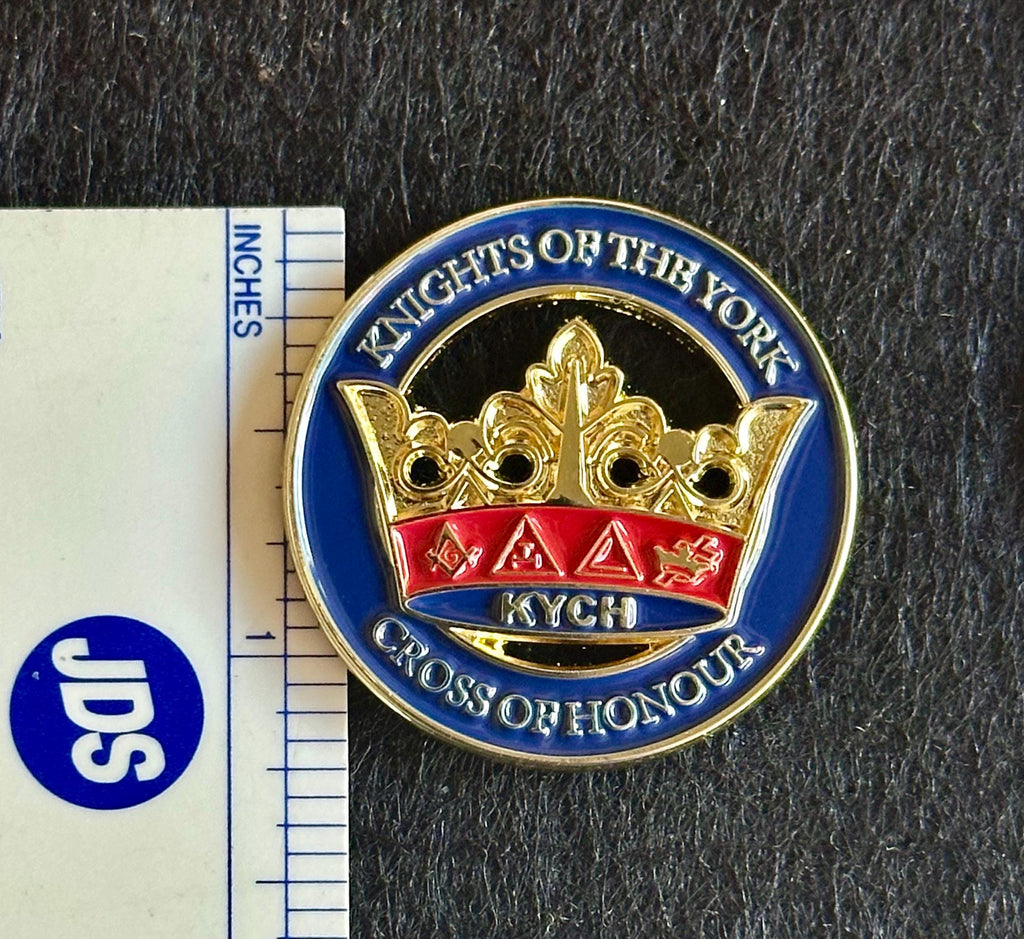 INCHES
1
JDS
KNIGHTS OF THE YORK
G
KYCH
CROSS OF HONOUR